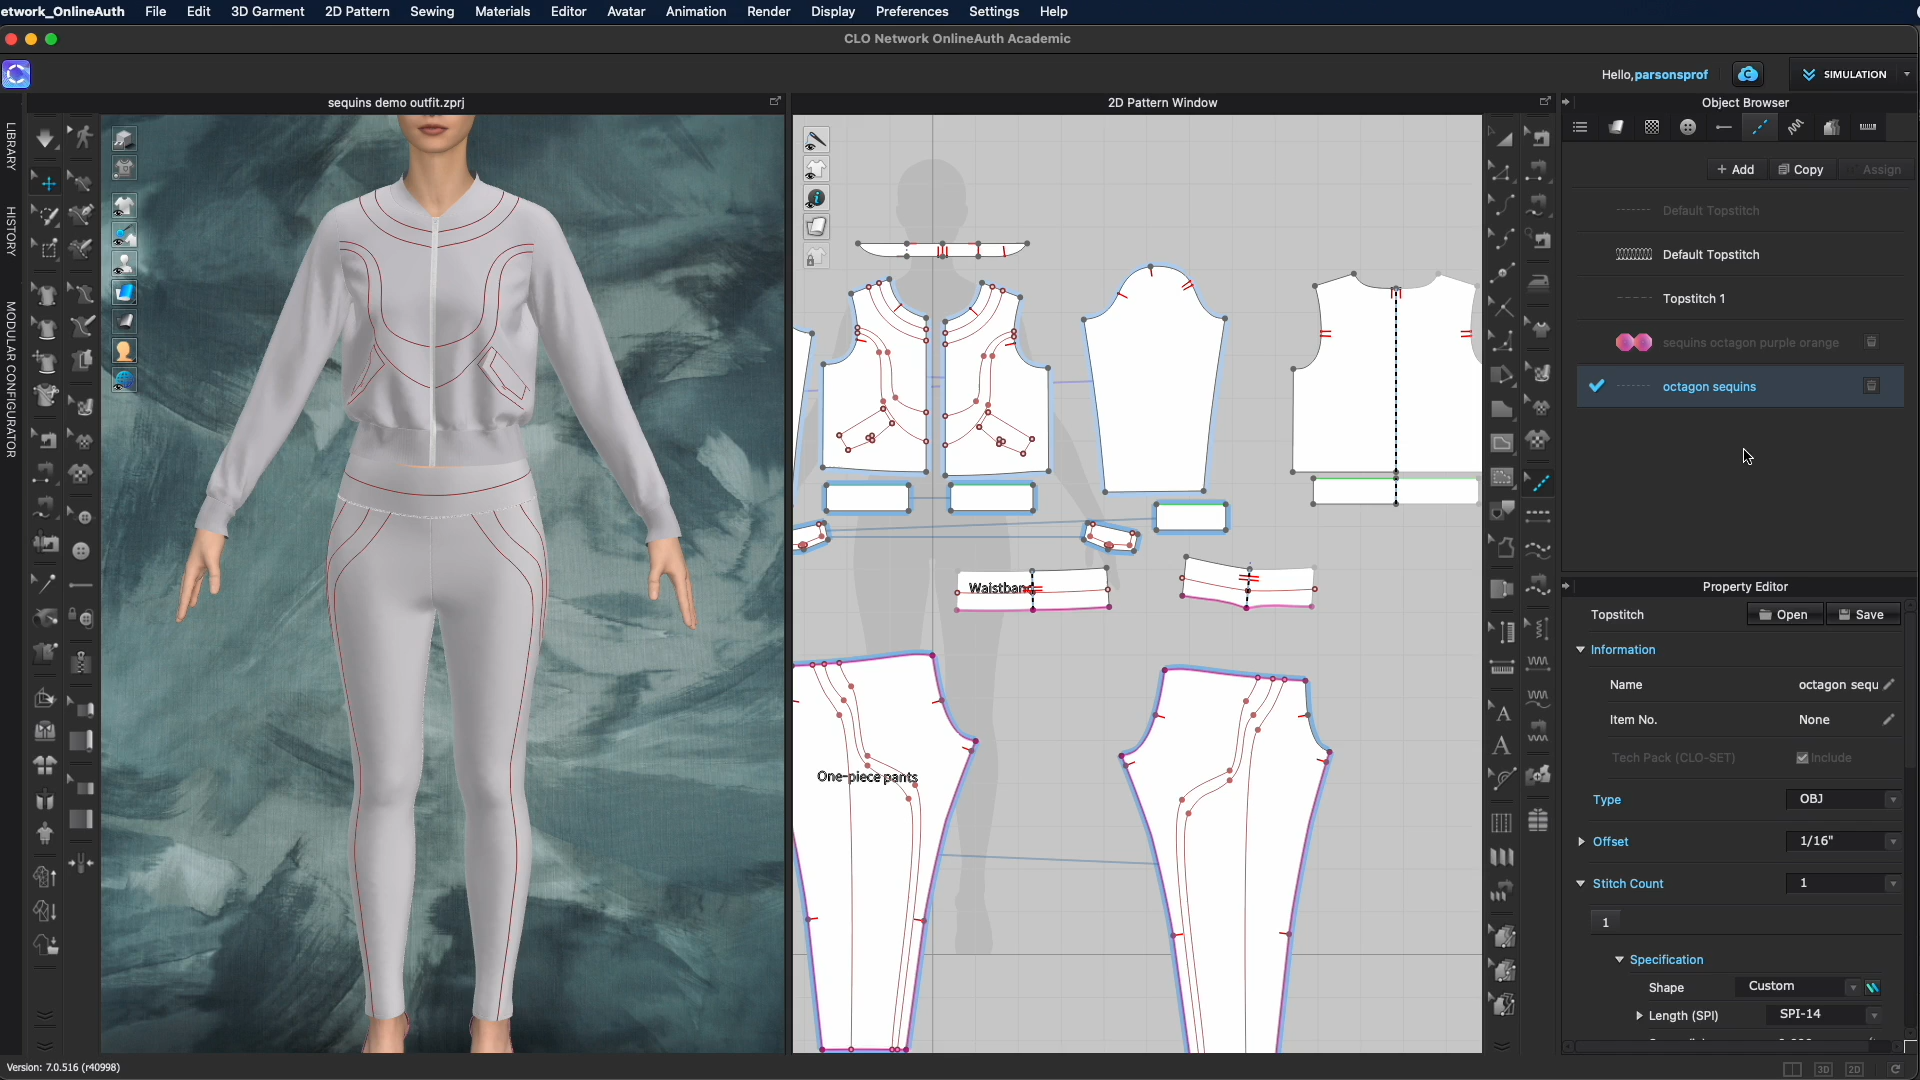 etwork_OnlineAuth File Edit 3D Garment 2D Pattern Sewing Materials Editor Avatar Animation Render Display Preferences Settings Help
CLO Network OnlineAuth Academic
Hello,parsonsprof
SIMULATION
sequins demo outfit.zprj
2D Pattern Window
Object Browser
LIBRARY
HISTORY
MODULAR CONFIGURATOR
+ Add Copy Assign
Default Topstitch
Default Topstitch
Topstitch 1
sequins octagon purple orange
octagon sequins
Waistband
One-piece pants
Property Editor
Topstitch Open Save
Information
Name octagon sequ
Item No. None
Tech Pack (CLO-SET) Include
Type OBJ
Offset 1/16"
Stitch Count 1
1
Specification
Shape Custom
Length (SPI) SPI-14
Version: 7.0.516 (r40998)
3D 2D